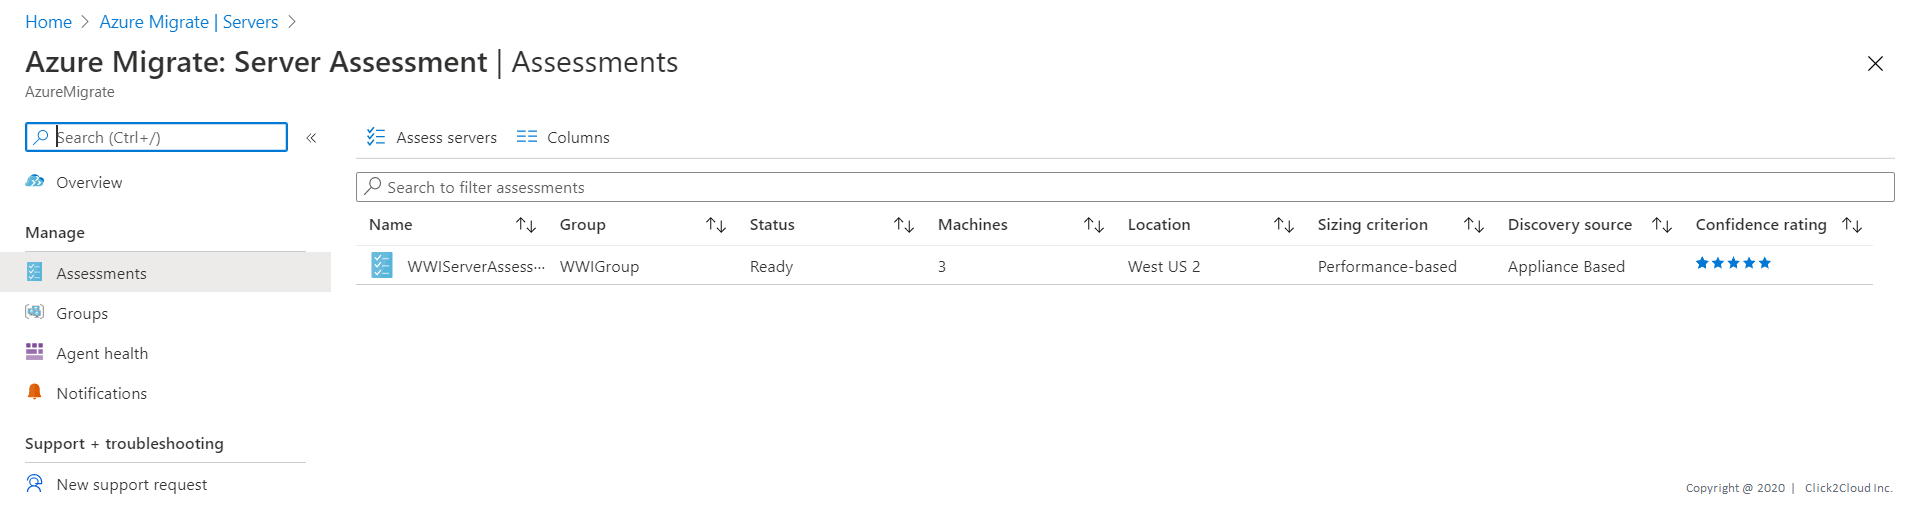 Home > Azure Migrate | Servers >
Azure Migrate: Server Assessment | Assessments
AzureMigrate
Search (Ctrl+/)
«
Overview
Manage
Assessments
Groups
Agent health
Notifications
Support + troubleshooting
New support request
Assess servers Columns
Search to filter assessments
Name Group Status Machines Location Sizing criterion Discovery source Confidence rating
WWIServerAssess··· WWIGroup Ready 3 West US 2 Performance-based Appliance Based ★★★★★
Copyright @ 2020 | Click2Cloud Inc.